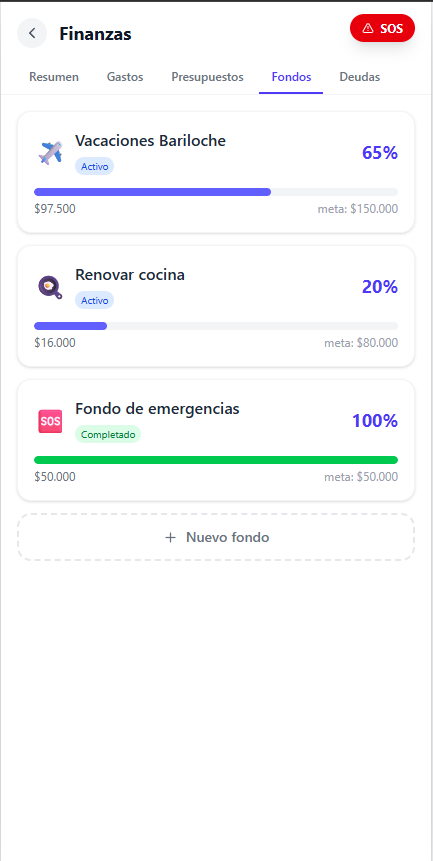 Finanzas
SOS
Resumen Gastos Presupuestos Fondos Deudas
Vacaciones Bariloche
Activo
65%
$97.500 meta: $150.000
Renovar cocina
Activo
20%
$16.000 meta: $80.000
SOS
Fondo de emergencias
Completado
100%
$50.000 meta: $50.000
+ Nuevo fondo